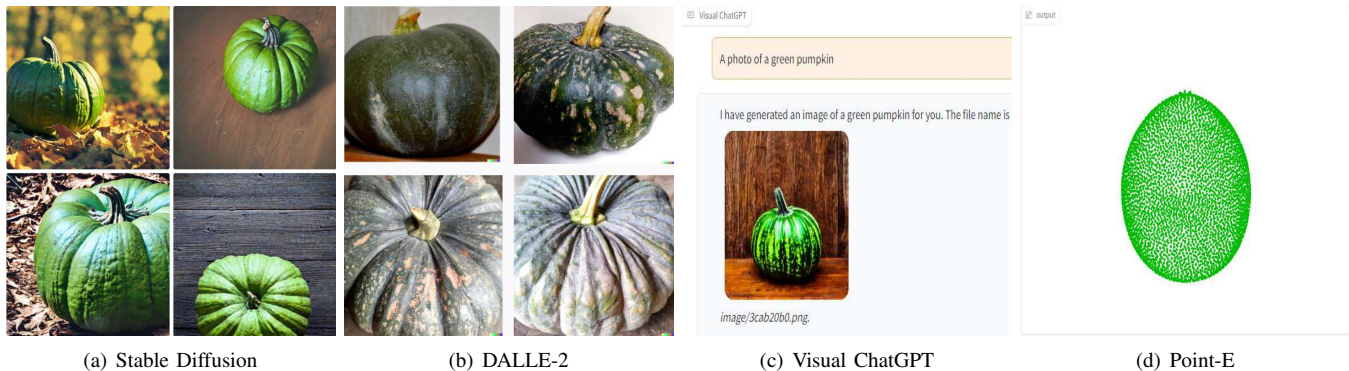 Visual ChatGPT
output
A photo of a green pumpkin
I have generated an image of a green pumpkin for you. The file name is
image/3cab20b0.png.
(a) Stable Diffusion
(b) DALLE-2
(c) Visual ChatGPT
(d) Point-E